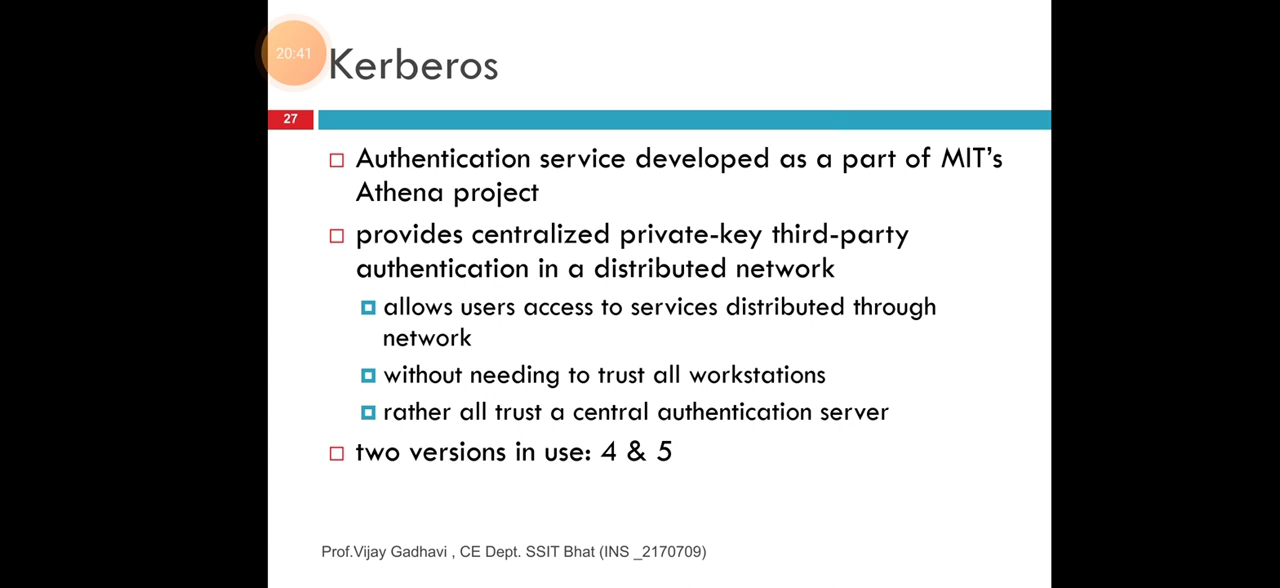 20:41
Kerberos
27
Authentication service developed as a part of MIT’s
Athena project
provides centralized private-key third-party
authentication in a distributed network
allows users access to services distributed through
network
without needing to trust all workstations
rather all trust a central authentication server
two versions in use: 4 & 5
Prof.Vijay Gadhavi , CE Dept. SSIT Bhat (INS _2170709)